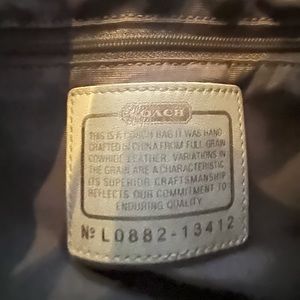 COACH
THIS IS A COACH BAG. IT WAS HAND
CRAFTED IN CHINA FROM FULL GRAIN
COWHIDE LEATHER. VARIATIONS IN
THE GRAIN ARE A CHARACTERISTIC
ITS SUPERIOR CRAFTSMANSHIP
REFLECTS OUR COMMITMENT TO
ENDURING QUALITY.
Nº L0882-13412